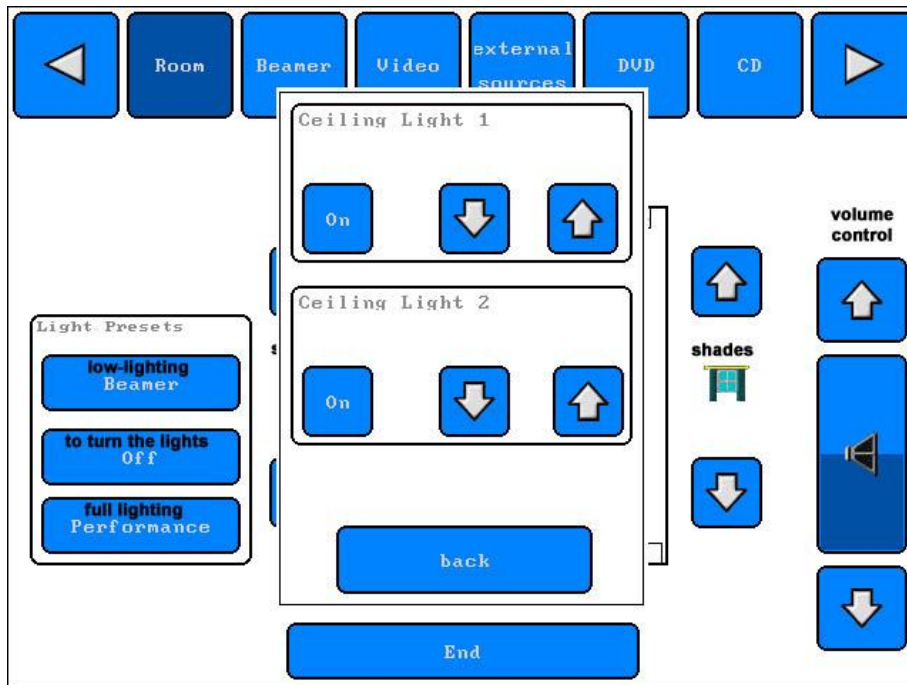 Room
Beamer
Video
external
sources
DVD
CD
Ceiling Light 1
On
Ceiling Light 2
On
back
Light Presets
low-lighting
Beamer
to turn the lights
Off
full lighting
Performance
shades
volume
control
End